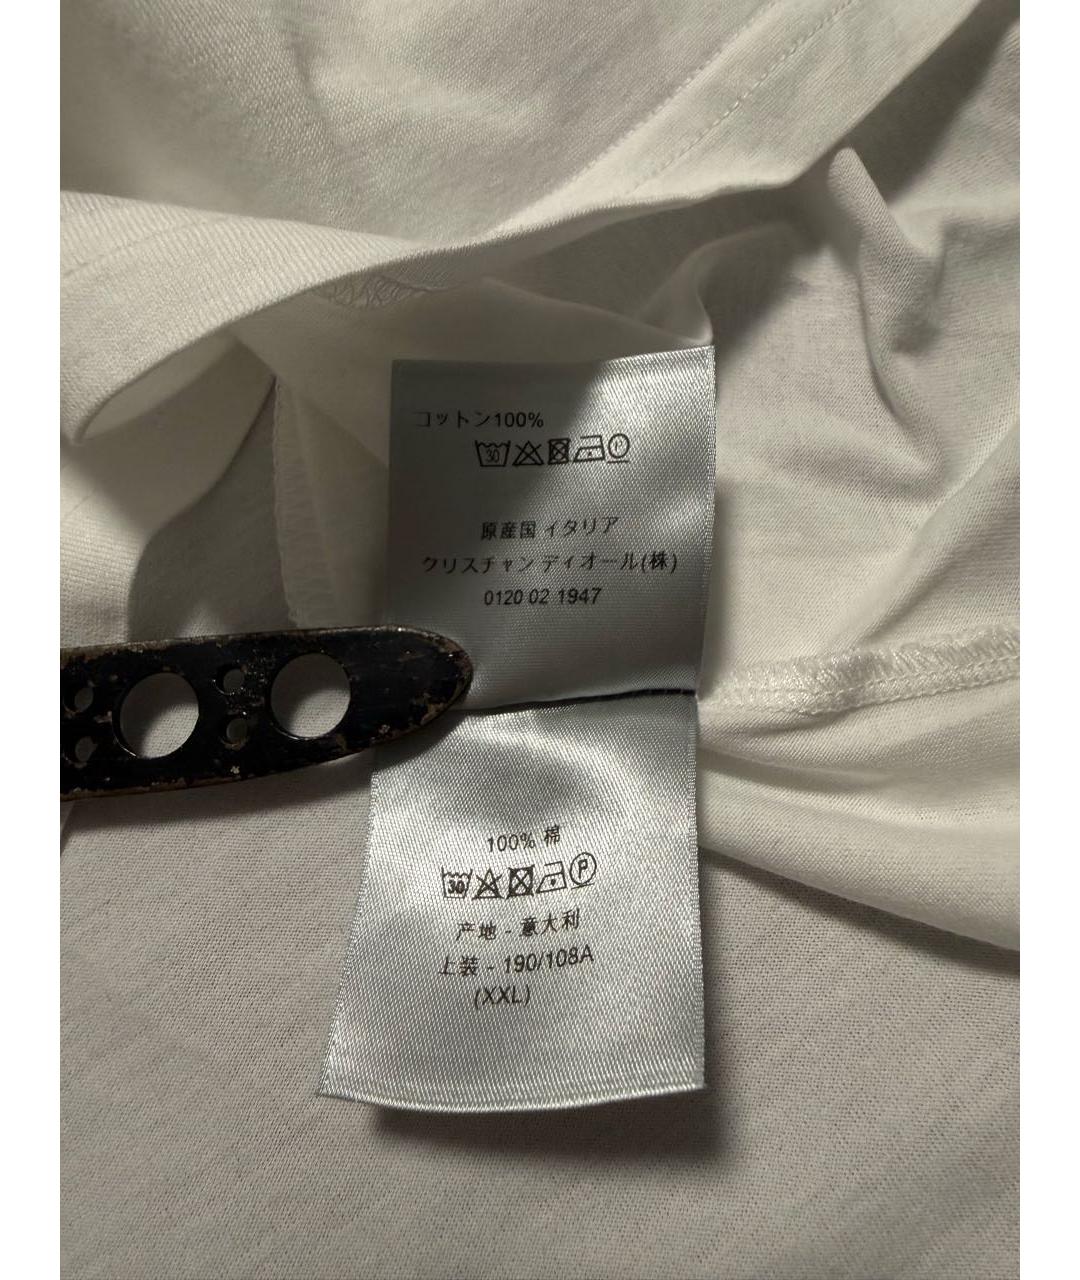 コットン100%
30
原産国 イタリア
クリスチャン ディオール(株)
0120 02 1947
100% 棉
30 P
产地 - 意大利
上装 - 190/108A
(XXL)